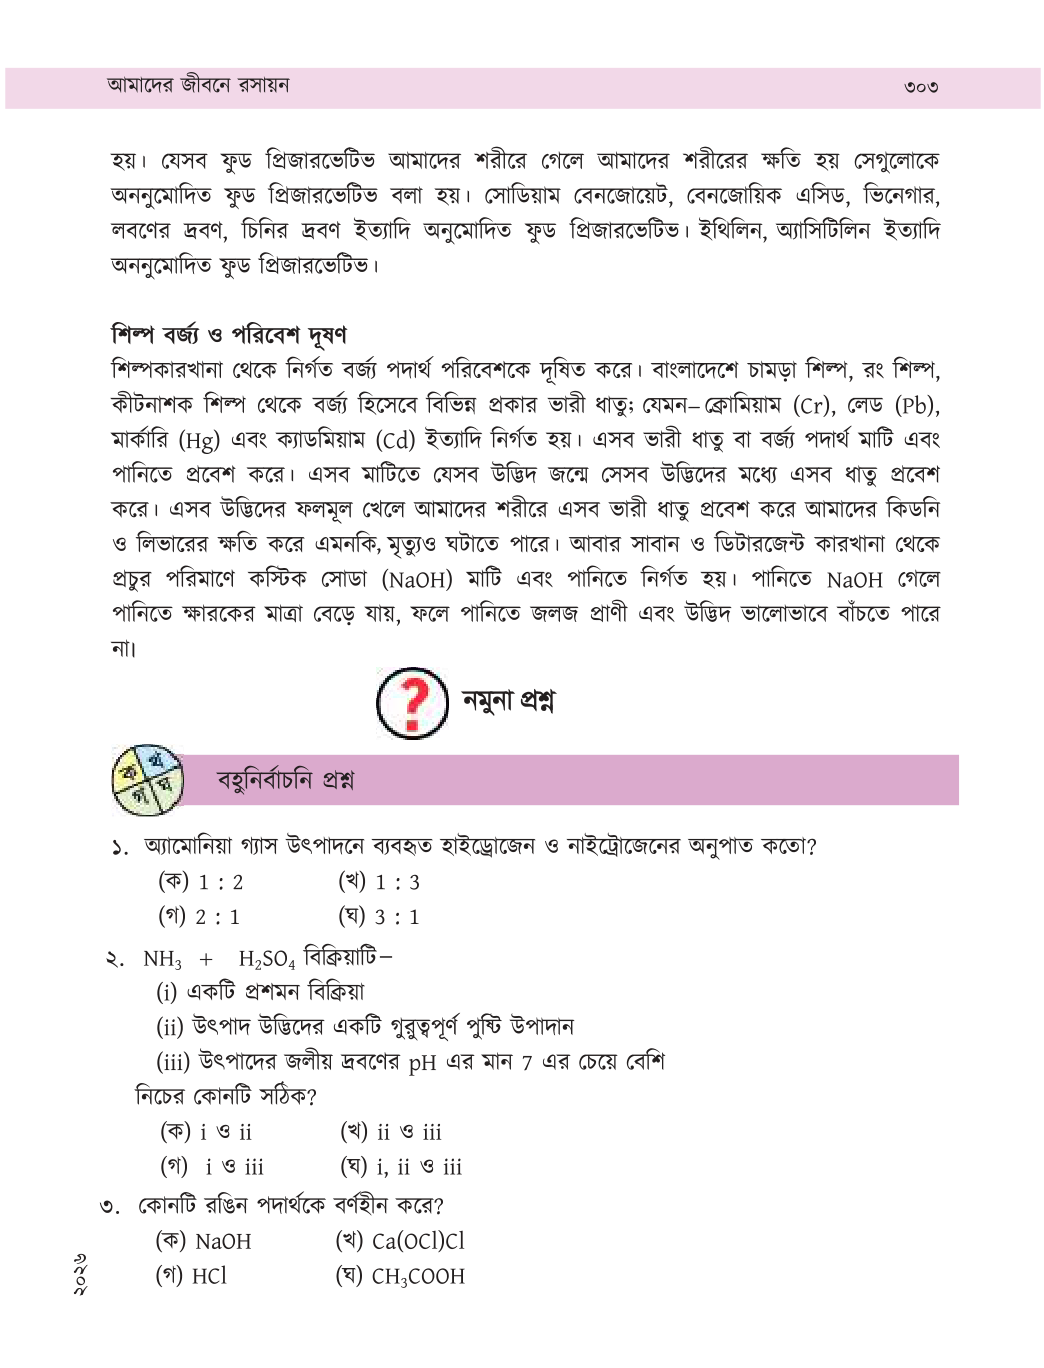 আমাদের জীবনে রসায়ন ৩০৩
হয়। যেসব ফুড প্রিজারভেটিভ আমাদের শরীরে গেলে আমাদের শরীরের ক্ষতি হয় সেগুলোকে
অননুমোদিত ফুড প্রিজারভেটিভ বলা হয়। সোডিয়াম বেনজোয়েট, বেনজোয়িক এসিড, ভিনেগার,
লবণের দ্রবণ, চিনির দ্রবণ ইত্যাদি অনুমোদিত ফুড প্রিজারভেটিভ। ইথিলিন, অ্যাসিটিলিন ইত্যাদি
অননুমোদিত ফুড প্রিজারভেটিভ।
শিল্প বর্জ্য ও পরিবেশ দূষণ
শিল্পকারখানা থেকে নির্গত বর্জ্য পদার্থ পরিবেশকে দূষিত করে। বাংলাদেশে চামড়া শিল্প, রং শিল্প,
কীটনাশক শিল্প থেকে বর্জ্য হিসেবে বিভিন্ন প্রকার ভারী ধাতু; যেমন– ক্রোমিয়াম (Cr), লেড (Pb),
মার্কারি (Hg) এবং ক্যাডমিয়াম (Cd) ইত্যাদি নির্গত হয়। এসব ভারী ধাতু বা বর্জ্য পদার্থ মাটি এবং
পানিতে প্রবেশ করে। এসব মাটিতে যেসব উদ্ভিদ জন্মে সেসব উদ্ভিদের মধ্যে এসব ধাতু প্রবেশ
করে। এসব উদ্ভিদের ফলমূল খেলে আমাদের শরীরে এসব ভারী ধাতু প্রবেশ করে আমাদের কিডনি
ও লিভারের ক্ষতি করে এমনকি, মৃত্যুও ঘটাতে পারে। আবার সাবান ও ডিটারজেন্ট কারখানা থেকে
প্রচুর পরিমাণে কস্টিক সোডা (NaOH) মাটি এবং পানিতে নির্গত হয়। পানিতে NaOH গেলে
পানিতে ক্ষারকের মাত্রা বেড়ে যায়, ফলে পানিতে জলজ প্রাণী এবং উদ্ভিদ ভালোভাবে বাঁচতে পারে
না।
? নমুনা প্রশ্ন
ক খ
গ ঘ
বহুনির্বাচনি প্রশ্ন
১. অ্যামোনিয়া গ্যাস উৎপাদনে ব্যবহৃত হাইড্রোজেন ও নাইট্রোজেনের অনুপাত কতো?
(ক) 1 : 2 (খ) 1 : 3
(গ) 2 : 1 (ঘ) 3 : 1
২. NH₃ + H₂SO₄ বিক্রিয়াটি–
(i) একটি প্রশমন বিক্রিয়া
(ii) উৎপাদ উদ্ভিদের একটি গুরুত্বপূর্ণ পুষ্টি উপাদান
(iii) উৎপাদের জলীয় দ্রবণের pH এর মান 7 এর চেয়ে বেশি
নিচের কোনটি সঠিক?
(ক) i ও ii (খ) ii ও iii
(গ) i ও iii (ঘ) i, ii ও iii
৩. কোনটি রঙিন পদার্থকে বর্ণহীন করে?
(ক) NaOH (খ) Ca(OCl)Cl
(গ) HCl (ঘ) CH₃COOH
২০২৬